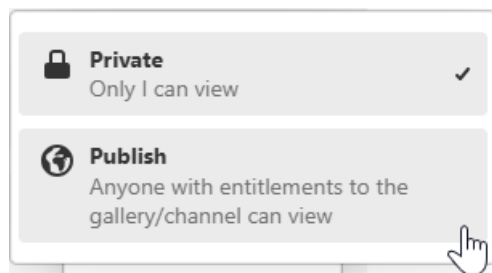 Private
Only I can view
Publish
Anyone with entitlements to the
gallery/channel can view